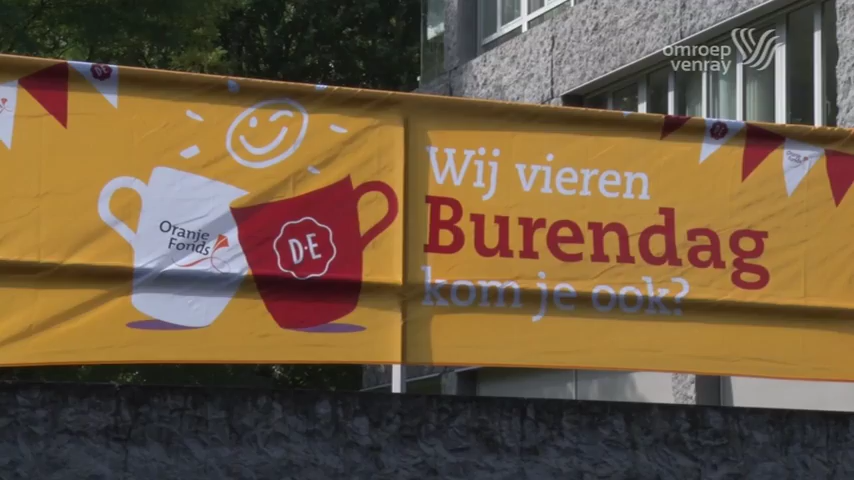 omroep
venray
Wij vieren
Burendag
kom je ook?
Oranje
Fonds
D·E